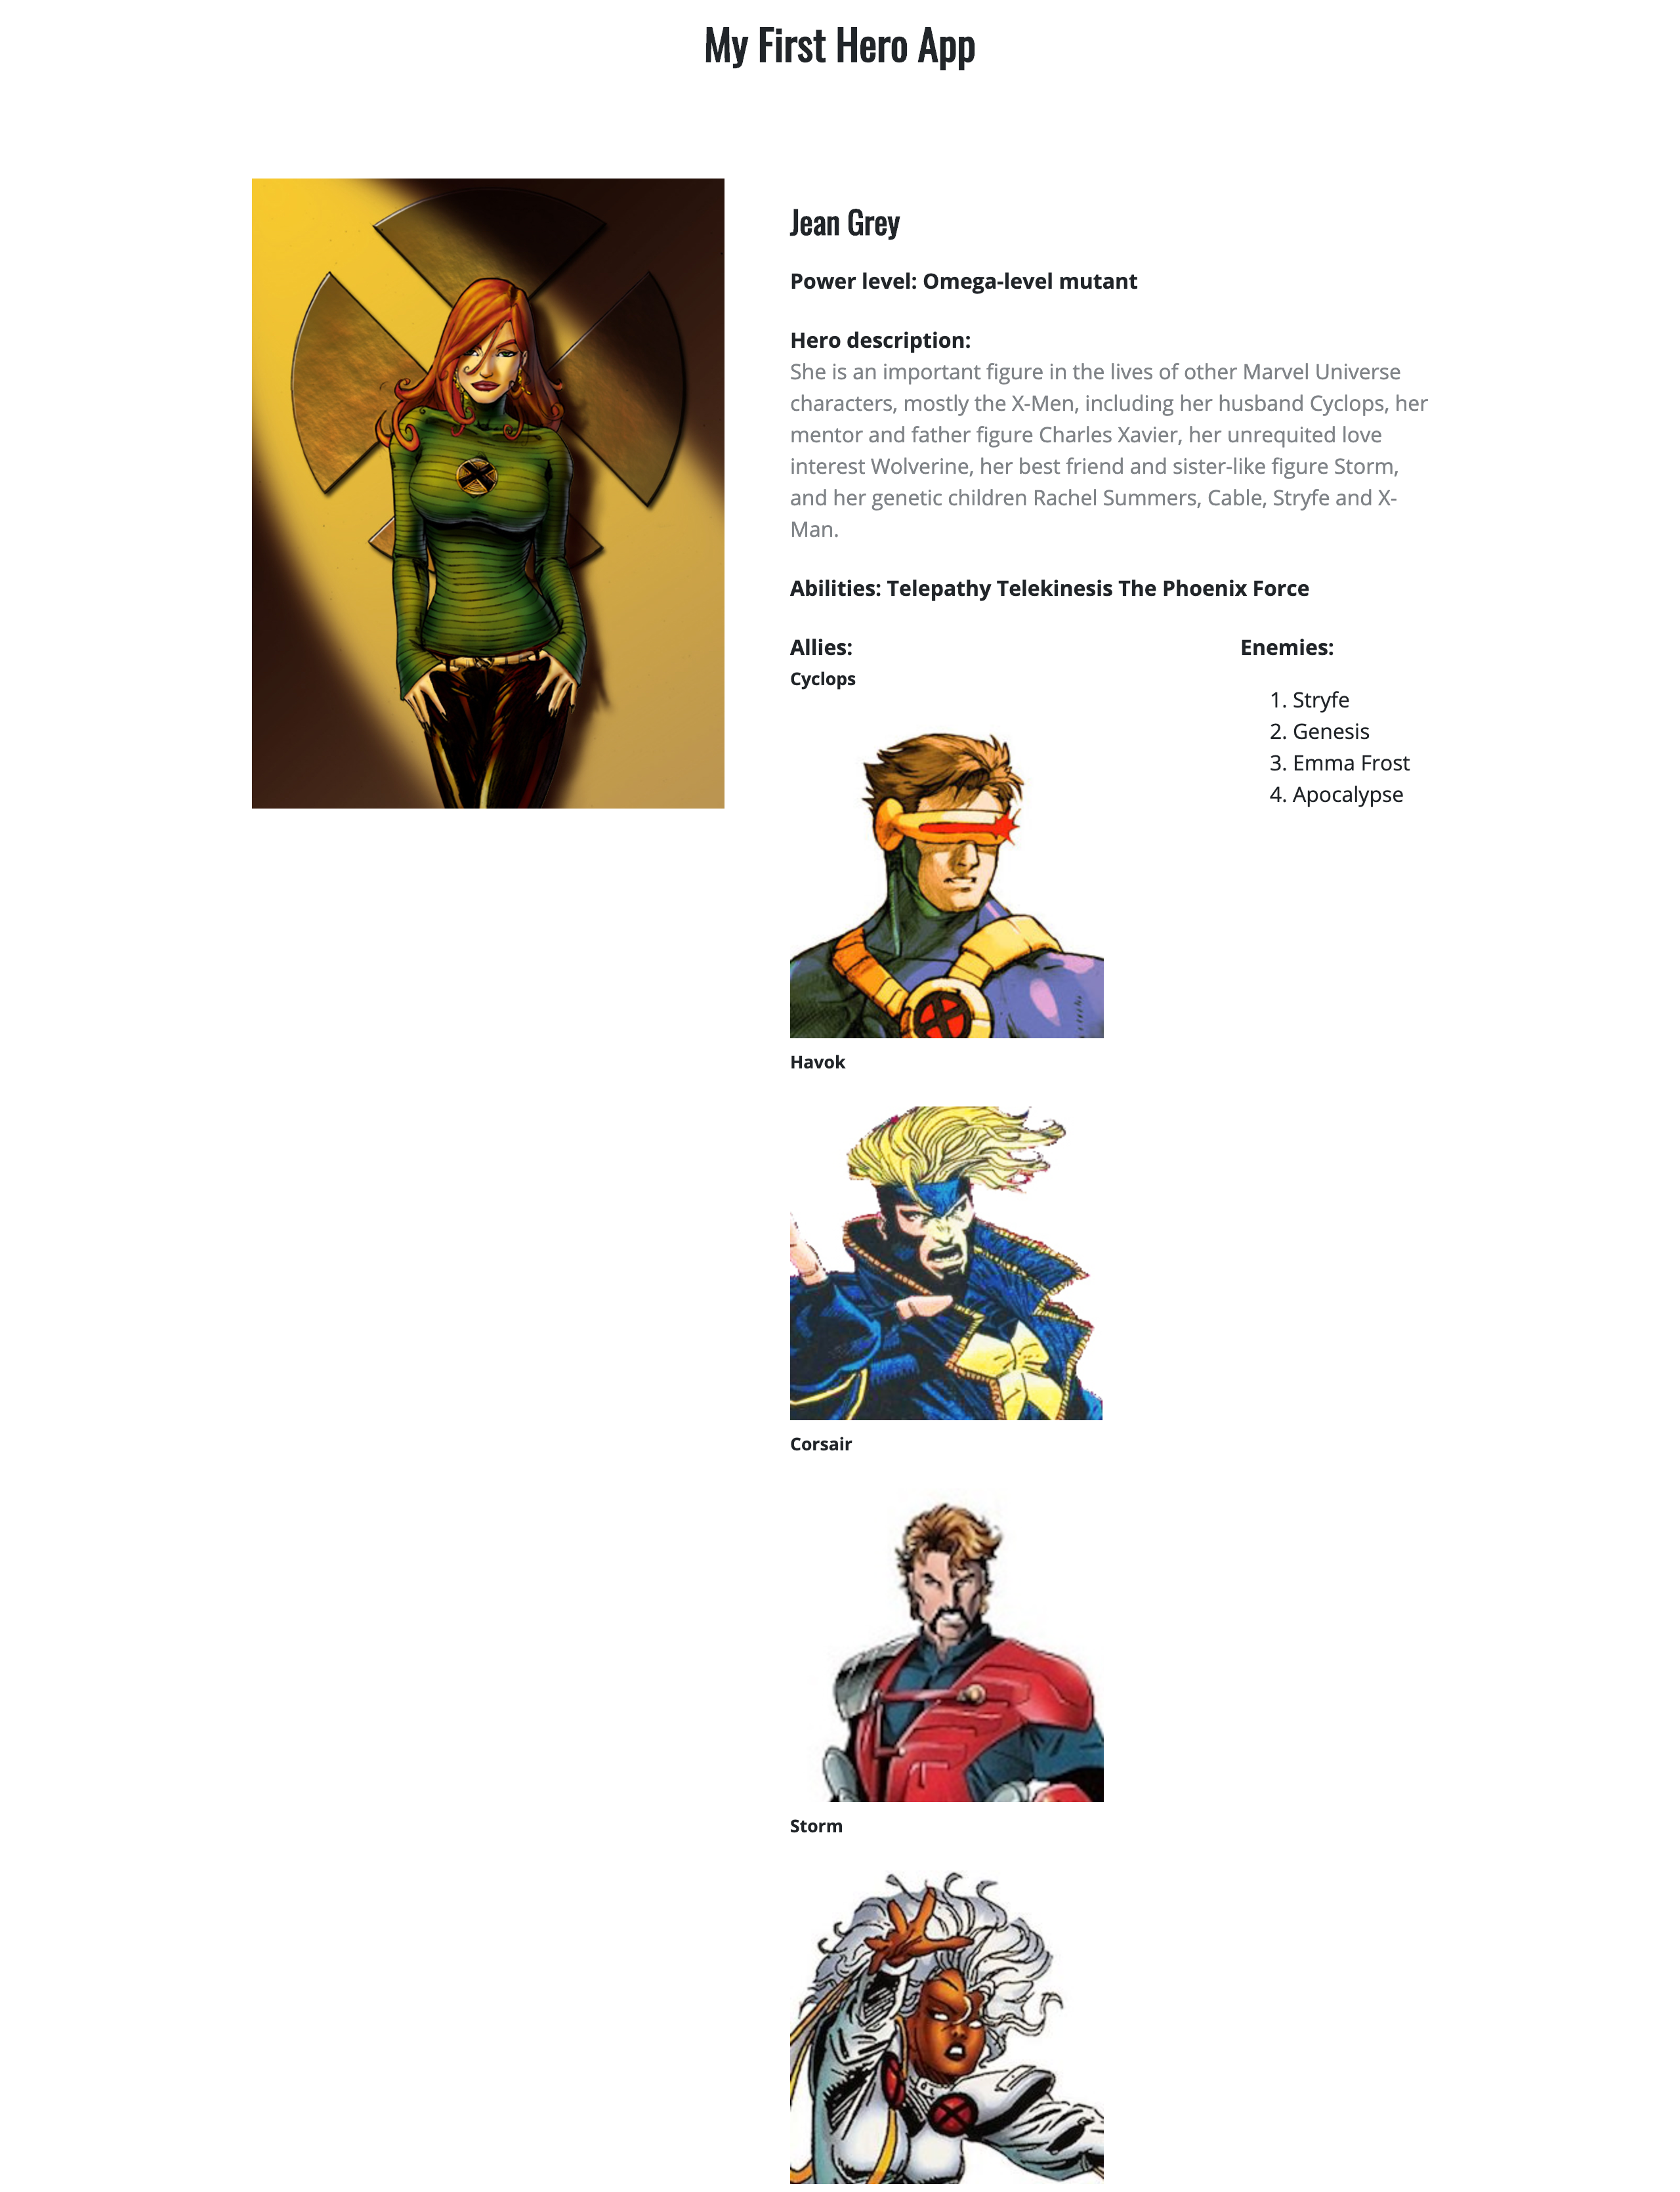 My First Hero App
Jean Grey
Power level: Omega-level mutant
Hero description:
She is an important figure in the lives of other Marvel Universe
characters, mostly the X-Men, including her husband Cyclops, her
mentor and father figure Charles Xavier, her unrequited love
interest Wolverine, her best friend and sister-like figure Storm,
and her genetic children Rachel Summers, Cable, Stryfe and X-
Man.
Abilities: Telepathy Telekinesis The Phoenix Force
Allies:
Cyclops
Havok
Corsair
Storm
Enemies:
1. Stryfe
2. Genesis
3. Emma Frost
4. Apocalypse